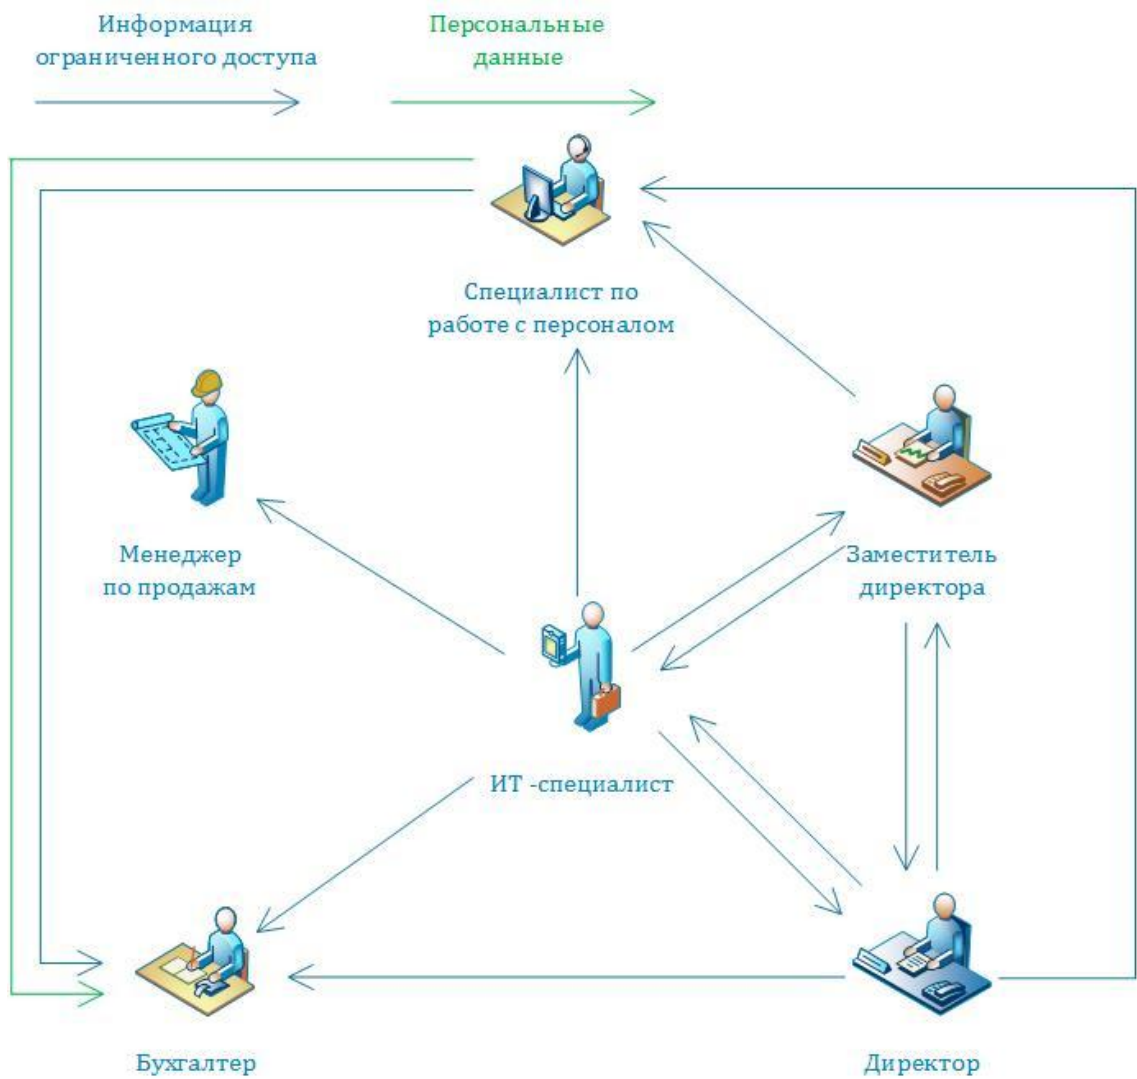 Информация
ограниченного доступа
Персональные
данные
Специалист по
работе с персоналом
Менеджер
по продажам
Заместитель
директора
ИТ -специалист
Бухгалтер
Директор